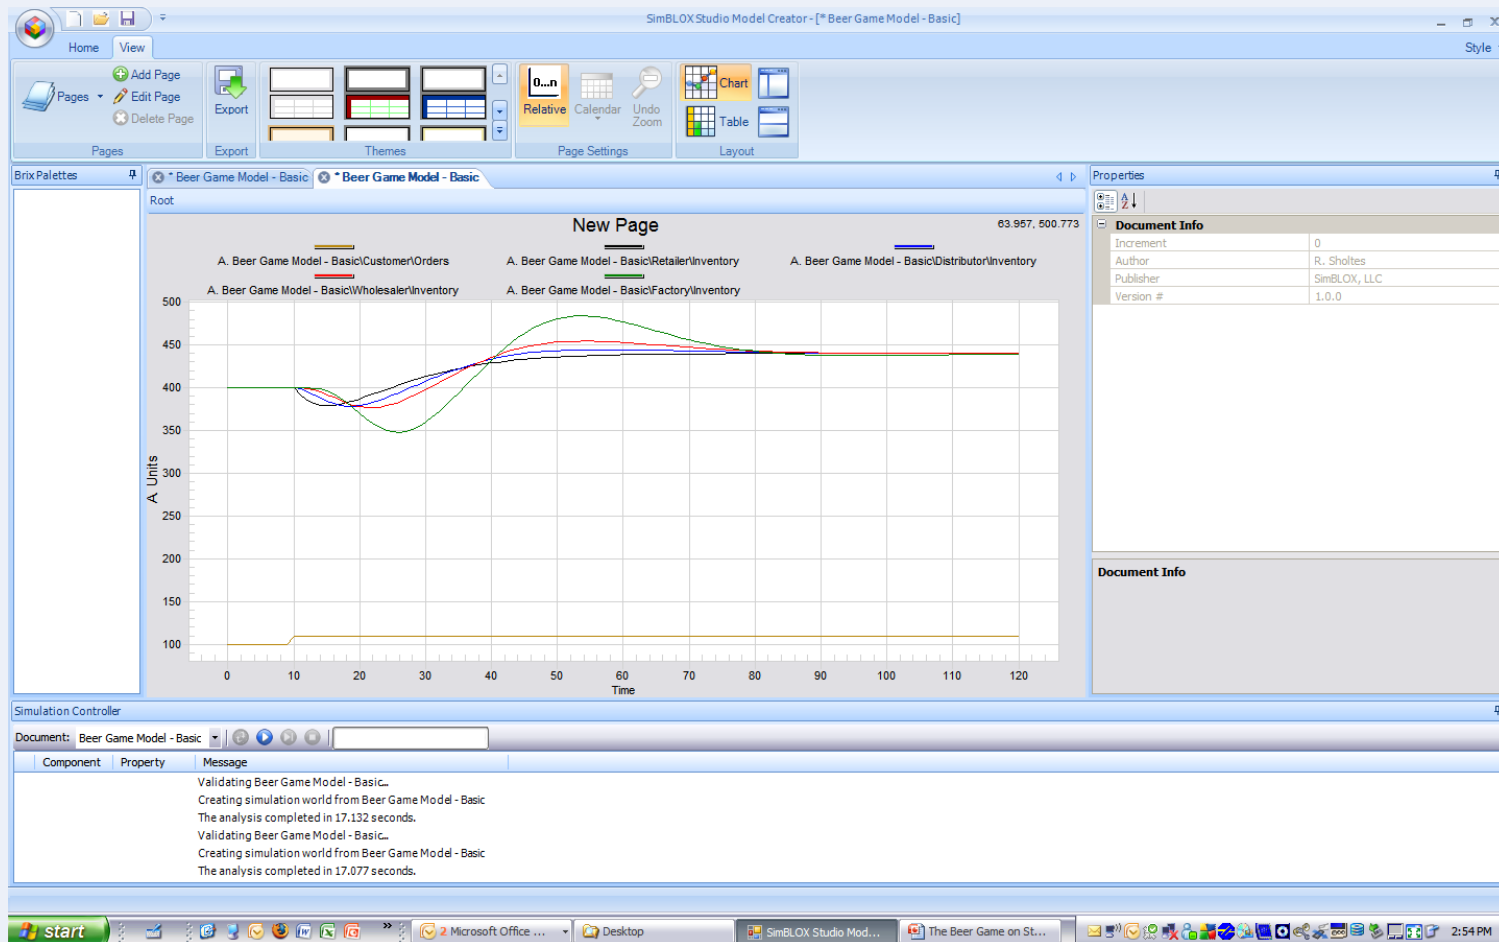 SimBLOX Studio Model Creator - [* Beer Game Model - Basic]
Home View Style
Pages
Add Page
Edit Page
Delete Page
Export
0...n
Relative
Calendar
Undo Zoom
Chart
Table
Pages Export Themes Page Settings Layout
Brix Palettes
* Beer Game Model - Basic
* Beer Game Model - Basic
Root
New Page
63.957, 500.773
A. Beer Game Model - Basic\Customer\Orders
A. Beer Game Model - Basic\Retailer\Inventory
A. Beer Game Model - Basic\Distributor\Inventory
A. Beer Game Model - Basic\Wholesaler\Inventory
A. Beer Game Model - Basic\Factory\Inventory
500
450
400
350
300
250
200
150
100
A. Units
0 10 20 30 40 50 60 70 80 90 100 110 120
Time
Properties
A
Z
Document Info
Increment 0
Author R. Sholtes
Publisher SimBLOX, LLC
Version # 1.0.0
Document Info
Simulation Controller
Document: Beer Game Model - Basic
Component Property Message
Validating Beer Game Model - Basic...
Creating simulation world from Beer Game Model - Basic
The analysis completed in 17.132 seconds.
Validating Beer Game Model - Basic...
Creating simulation world from Beer Game Model - Basic
The analysis completed in 17.077 seconds.
start
2 Microsoft Office ...
Desktop
SimBLOX Studio Mod...
The Beer Game on St...
2:54 PM